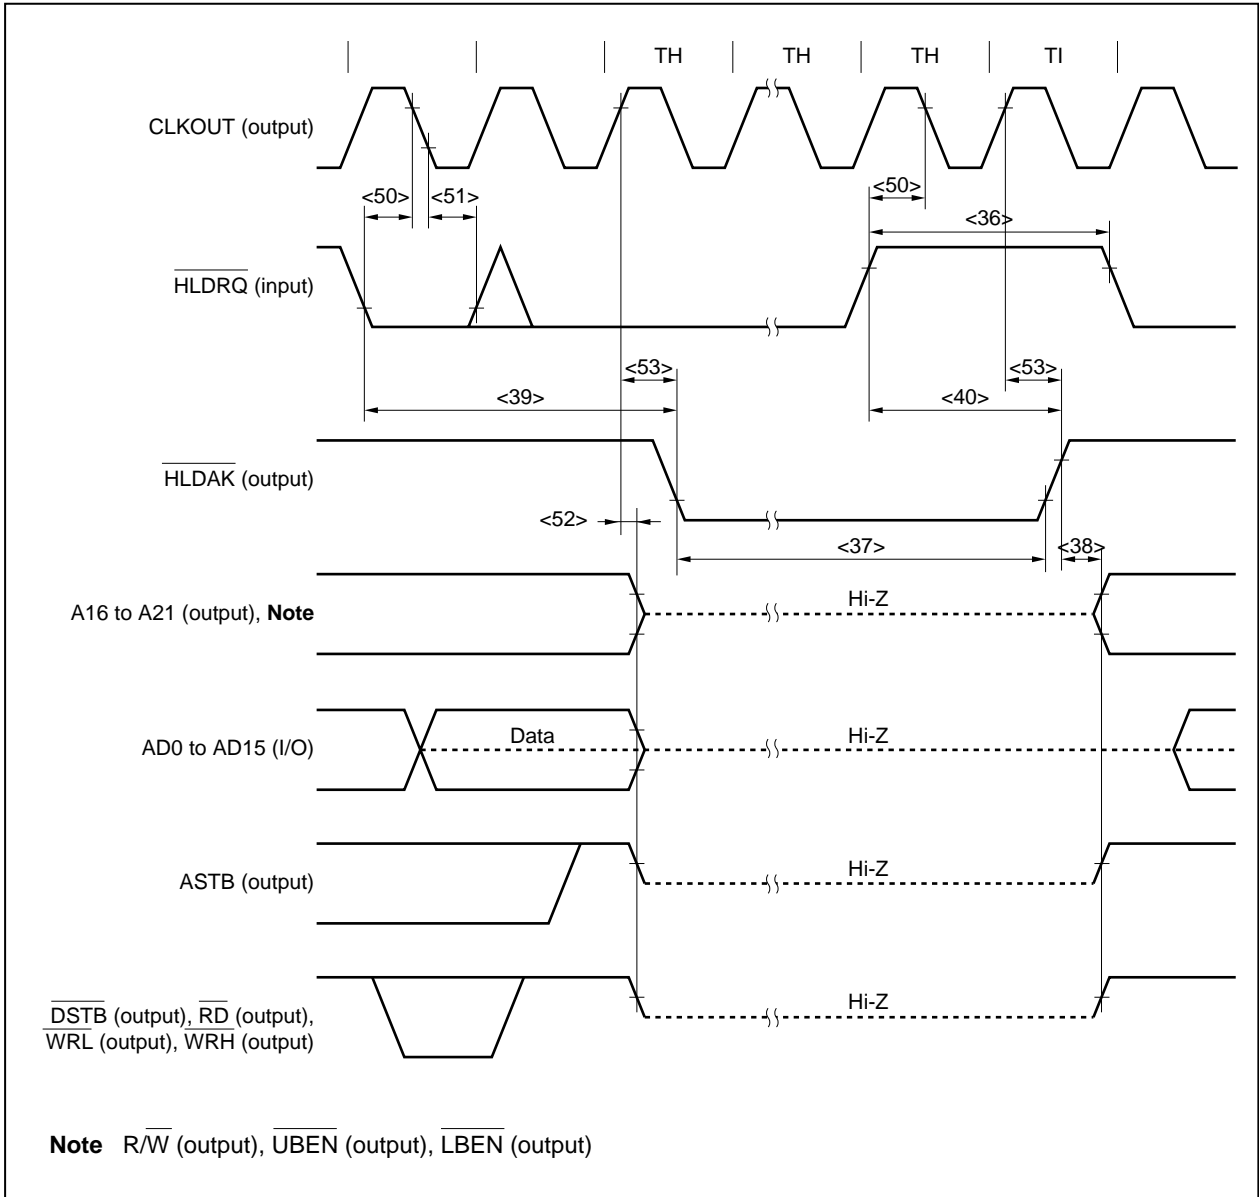 TH TH TH TI
CLKOUT (output)
<50> <51> <50>
<36>
HLDRQ (input)
<53> <53>
<39> <40>
HLDAK (output)
<52>
<37> <38>
A16 to A21 (output), Note Hi-Z
AD0 to AD15 (I/O) Data Hi-Z
ASTB (output) Hi-Z
DSTB (output), RD (output), Hi-Z
WRL (output), WRH (output)
Note R/W (output), UBEN (output), LBEN (output)